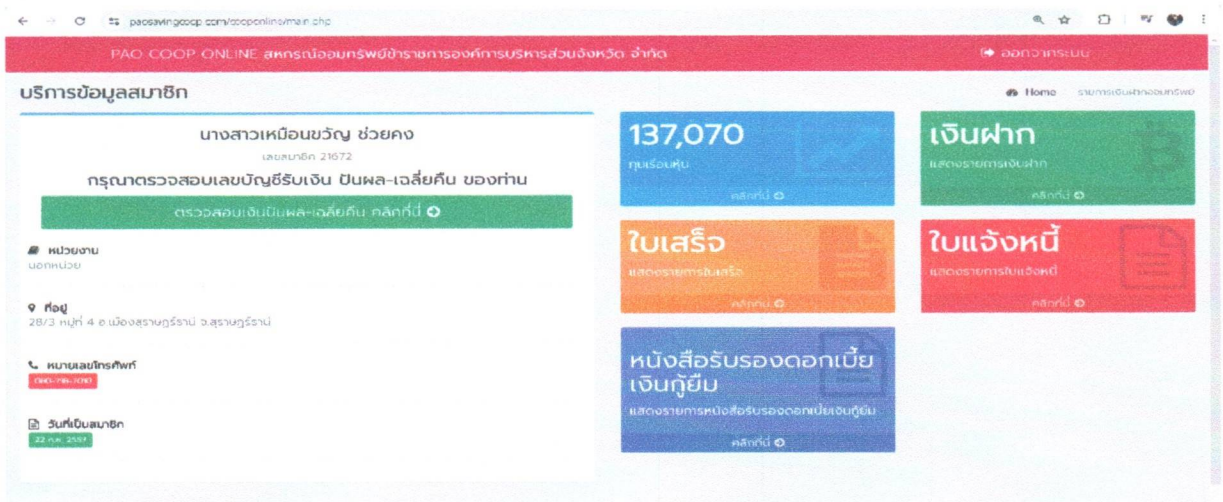 paosavingcoop.com/cooponline/main.php
PAO COOP ONLINE สหกรณ์ออมทรัพย์ข้าราชการองค์การบริหารส่วนจังหวัด จำกัด
ออกจากระบบ
บริการข้อมูลสมาชิก
Home
รายการเงินฝากออมทรัพย์
นางสาวเหมือนขวัญ ช่วยคง
เลขสมาชิก 21672
กรุณาตรวจสอบเลขบัญชีรับเงิน ปันผล-เฉลี่ยคืน ของท่าน
ตรวจสอบเงินปันผล-เฉลี่ยคืน คลิกที่นี่
หน่วยงาน
นอกหน่วย
ที่อยู่
28/3 หมู่ที่ 4 อ.เมืองสุราษฎร์ธานี จ.สุราษฎร์ธานี
หมายเลขโทรศัพท์
วันที่เป็นสมาชิก
137,070
ทุนเรือนหุ้น
คลิกที่นี่
เงินฝาก
แสดงรายการเงินฝาก
คลิกที่นี่
ใบเสร็จ
แสดงรายการใบเสร็จ
คลิกที่นี่
ใบแจ้งหนี้
แสดงรายการใบแจ้งหนี้
คลิกที่นี่
หนังสือรับรองดอกเบี้ย
เงินกู้ยืม
แสดงรายการหนังสือรับรองดอกเบี้ยเงินกู้ยืม
คลิกที่นี่